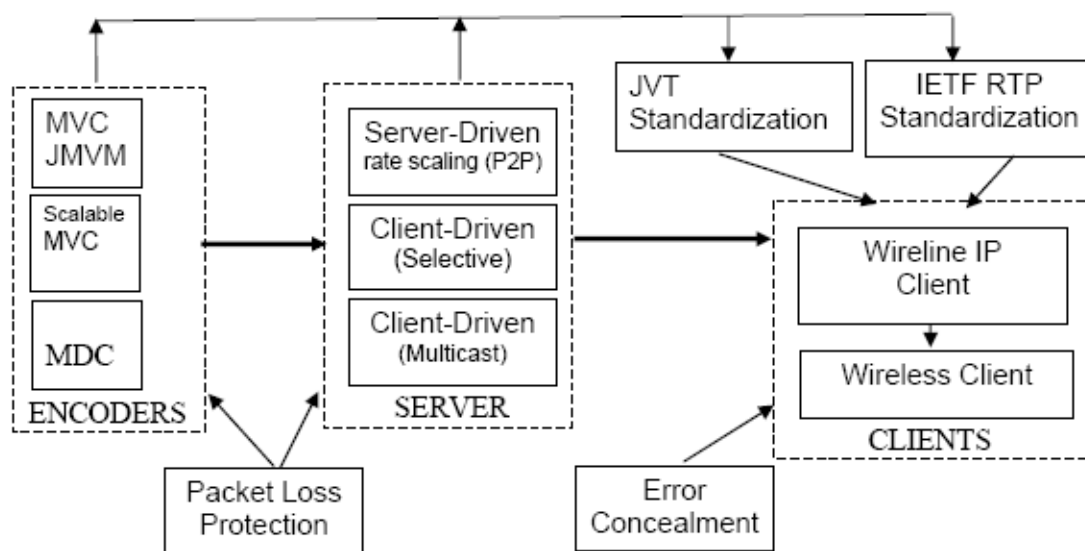 JVT
Standardization
IETF RTP
Standardization
MVC
JMVM
Scalable
MVC
MDC
ENCODERS
Server-Driven
rate scaling (P2P)
Client-Driven
(Selective)
Client-Driven
(Multicast)
SERVER
Wireline IP
Client
Wireless Client
CLIENTS
Packet Loss
Protection
Error
Concealment